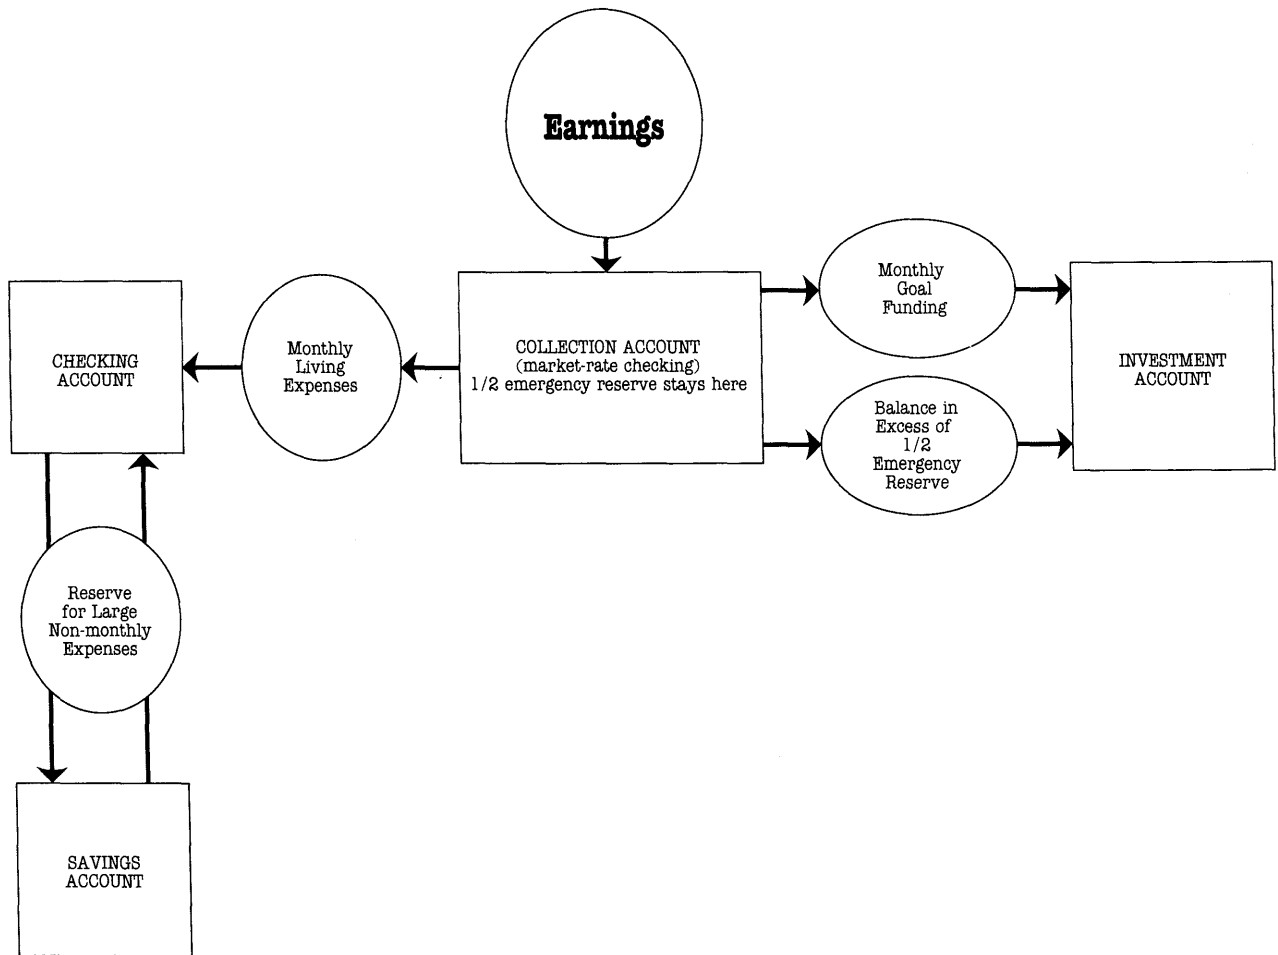 Earnings
Monthly
Goal
Funding
CHECKING
ACCOUNT
Monthly
Living
Expenses
COLLECTION ACCOUNT
(market-rate checking)
1/2 emergency reserve stays here
INVESTMENT
ACCOUNT
Balance in
Excess of
1/2
Emergency
Reserve
Reserve
for Large
Non-monthly
Expenses
SAVINGS
ACCOUNT